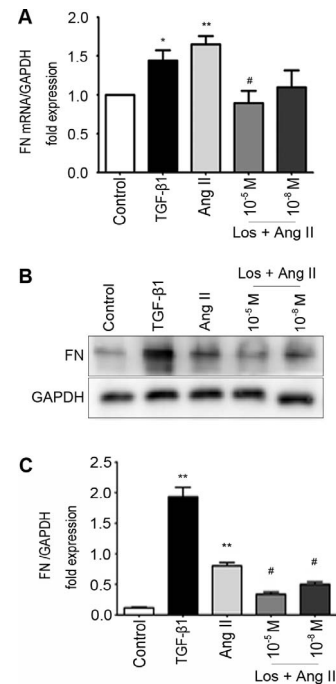 A
FN mRNA/GAPDH
fold expression
2.0
1.5
1.0
0.5
0.0
*
**
#
Control
TGF-β1
Ang II
10⁻⁵ M
10⁻⁸ M
Los + Ang II
B
Los + Ang II
Control
TGF-β1
Ang II
10⁻⁵ M
10⁻⁸ M
FN
GAPDH
C
FN /GAPDH
fold expression
2.5
2.0
1.5
1.0
0.5
0.0
**
**
#
#
Control
TGF-β1
Ang II
10⁻⁵ M
10⁻⁸ M
Los + Ang II